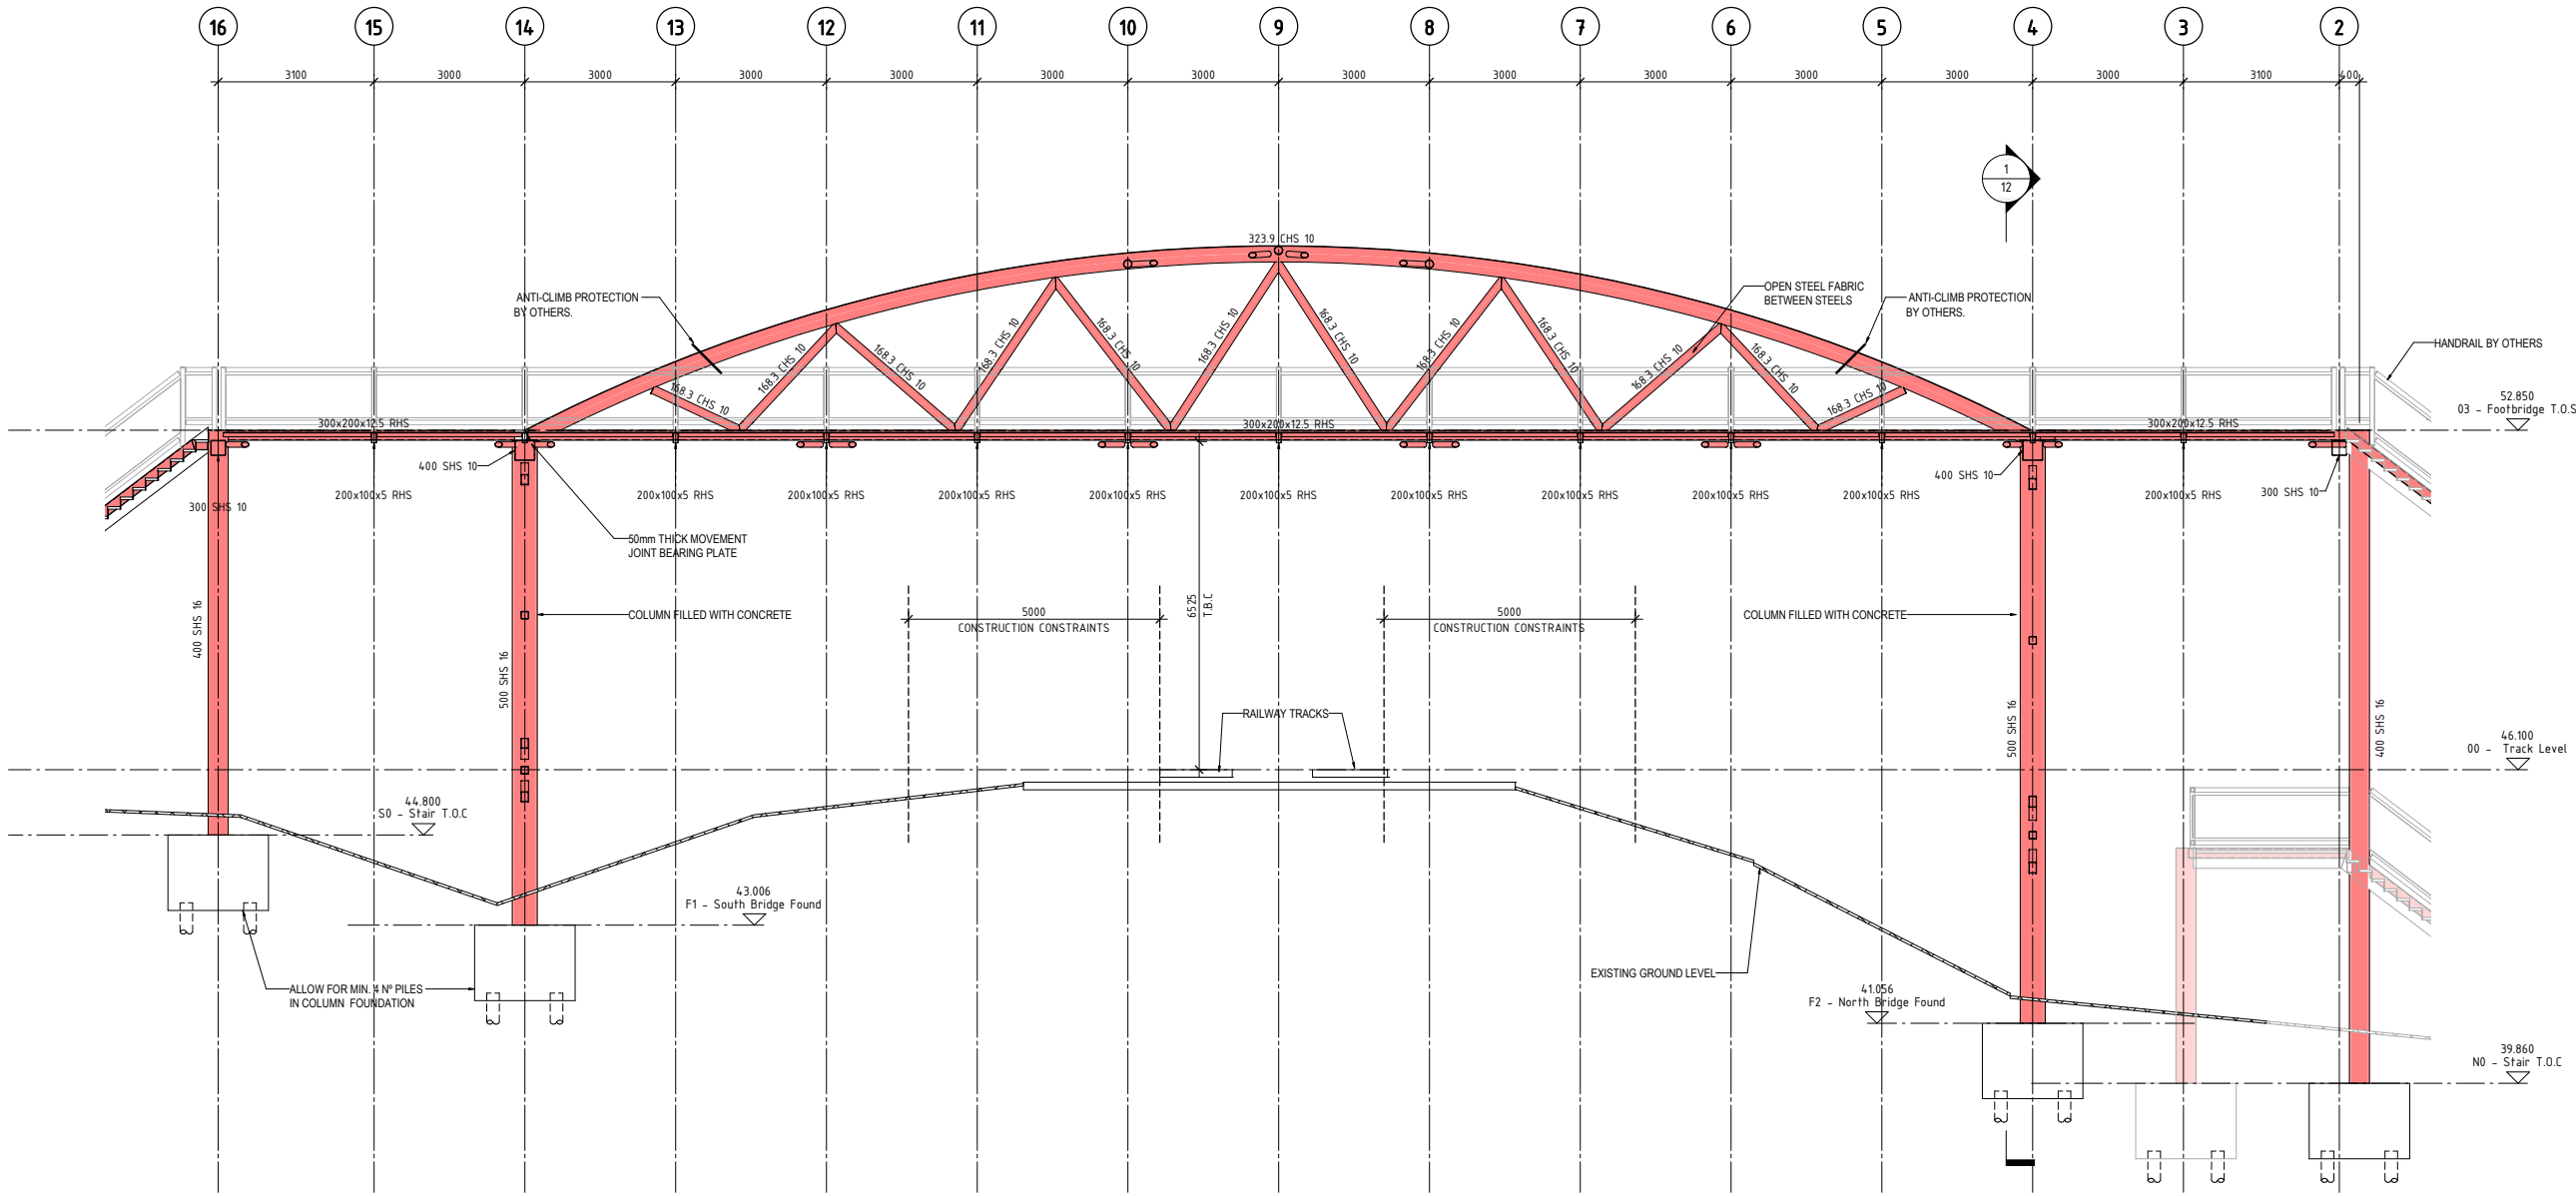 16 15 14 13 12 11 10 9 8 7 6 5 4 3 2
3100 3000 3000 3000 3000 3000 3000 3000 3000 3000 3000 3000 3000 3100 400
1
12
323.9 CHS 10
ANTI-CLIMB PROTECTION
BY OTHERS.
OPEN STEEL FABRIC
BETWEEN STEELS
ANTI-CLIMB PROTECTION
BY OTHERS.
HANDRAIL BY OTHERS
168.3 CHS 10
168.3 CHS 10
168.3 CHS 10
168.3 CHS 10
168.3 CHS 10
168.3 CHS 10
168.3 CHS 10
168.3 CHS 10
168.3 CHS 10
168.3 CHS 10
168.3 CHS 10
168.3 CHS 10
52.850
03 - Footbridge T.O.S
300x200x12.5 RHS
300x200x12.5 RHS
300x200x12.5 RHS
400 SHS 10
400 SHS 10
300 SHS 10
300 SHS 10
200x100x5 RHS
200x100x5 RHS
200x100x5 RHS
200x100x5 RHS
200x100x5 RHS
200x100x5 RHS
200x100x5 RHS
200x100x5 RHS
200x100x5 RHS
200x100x5 RHS
200x100x5 RHS
50mm THICK MOVEMENT
JOINT BEARING PLATE
400 SHS 16
500 SHS 16
COLUMN FILLED WITH CONCRETE
5000
CONSTRUCTION CONSTRAINTS
6525
T.B.C
5000
CONSTRUCTION CONSTRAINTS
COLUMN FILLED WITH CONCRETE
500 SHS 16
400 SHS 16
RAILWAY TRACKS
46.100
00 - Track Level
44.800
S0 - Stair T.O.C
43.006
F1 - South Bridge Found
ALLOW FOR MIN. 4 Nº PILES
IN COLUMN FOUNDATION
EXISTING GROUND LEVEL
41.056
F2 - North Bridge Found
39.860
N0 - Stair T.O.C